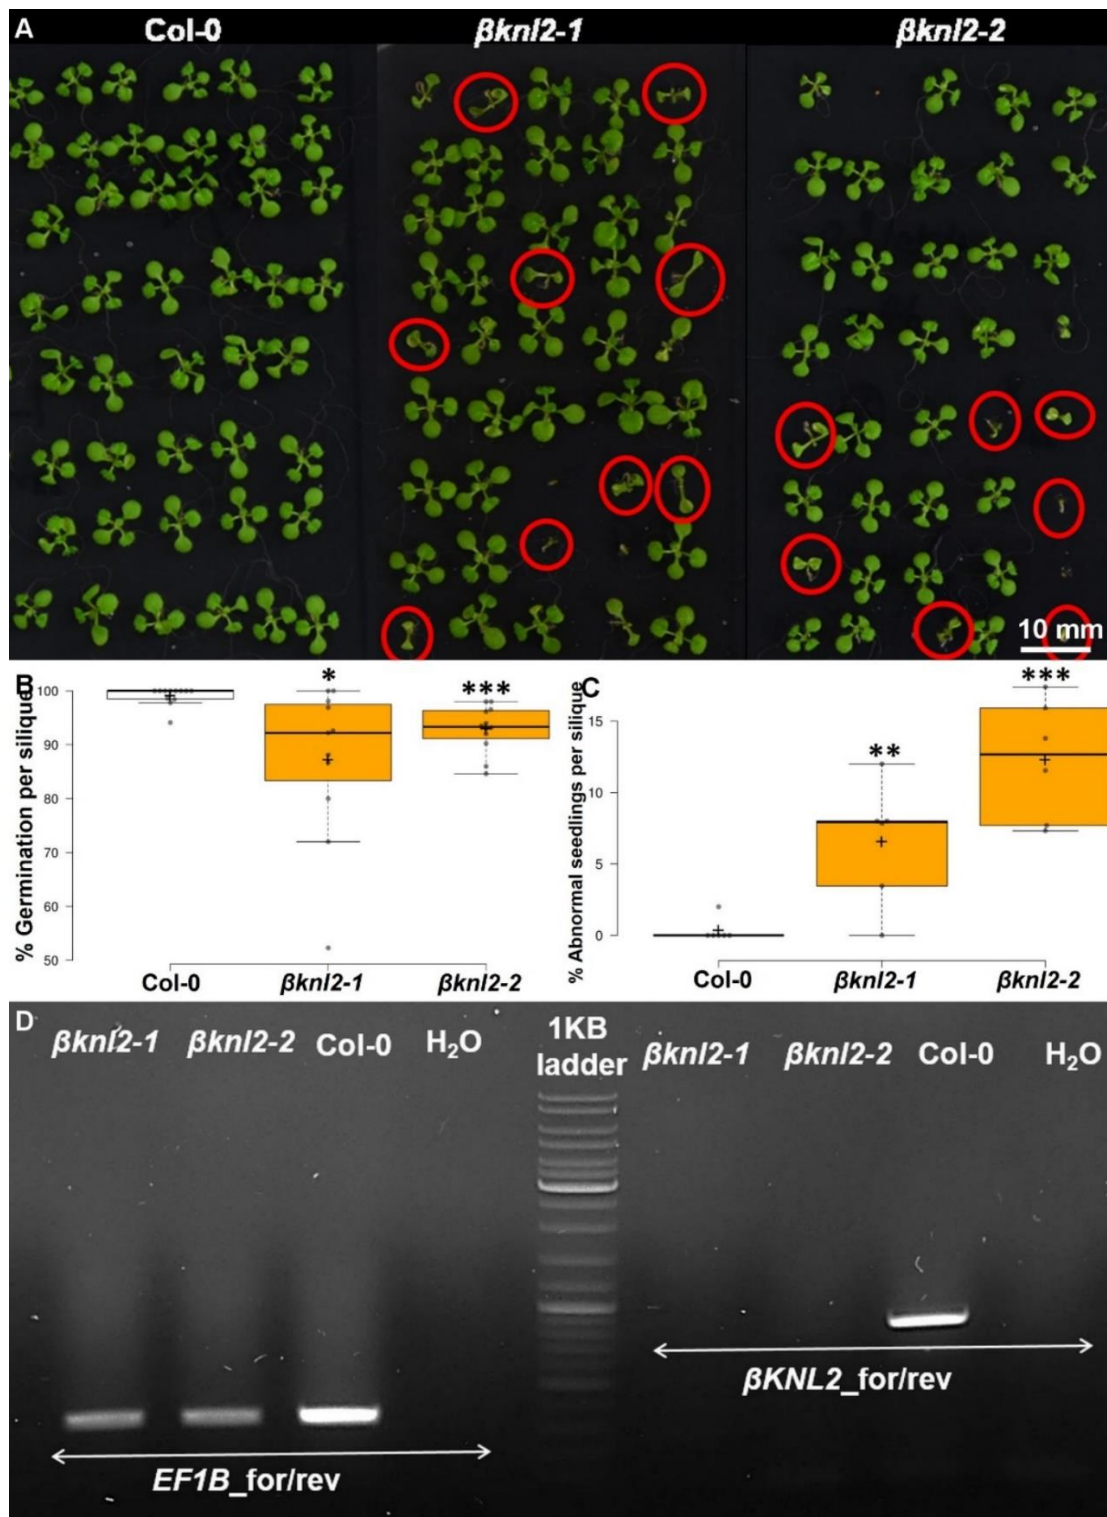 A
Col-0
βknl2-1
βknl2-2
10 mm
B
% Germination per silique
100
90
80
70
60
50
*
***
Col-0
βknl2-1
βknl2-2
C
% Abnormal seedlings per silique
15
10
5
0
**
***
Col-0
βknl2-1
βknl2-2
D
βknl2-1 βknl2-2 Col-0 H₂O
1KB
ladder
βknl2-1 βknl2-2 Col-0 H₂O
βKNL2_for/rev
EF1B_for/rev